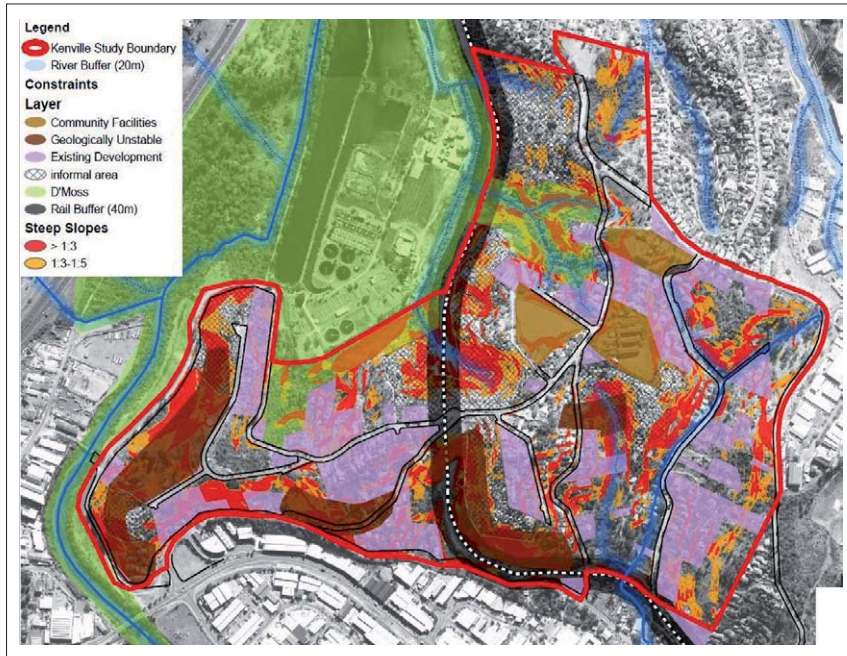 Legend
Kenville Study Boundary
River Buffer (20m)
Constraints
Layer
Community Facilities
Geologically Unstable
Existing Development
informal area
D'Moss
Rail Buffer (40m)
Steep Slopes
> 1:3
1:3-1:5